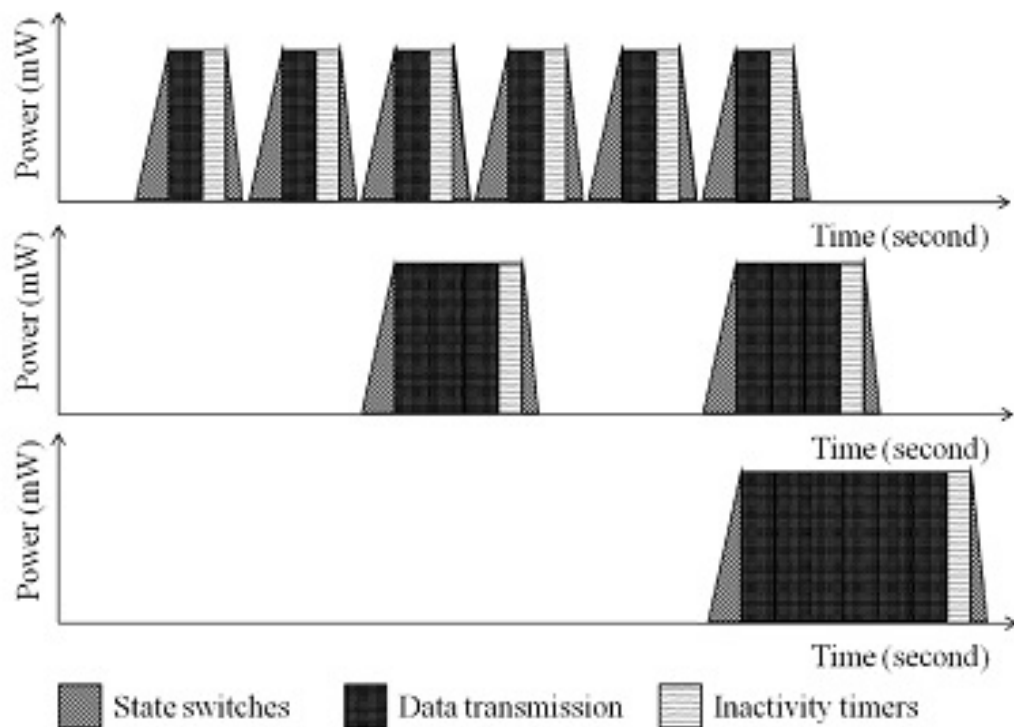 Power (mW)
Time (second)
Power (mW)
Time (second)
Power (mW)
Time (second)
State switches
Data transmission
Inactivity timers